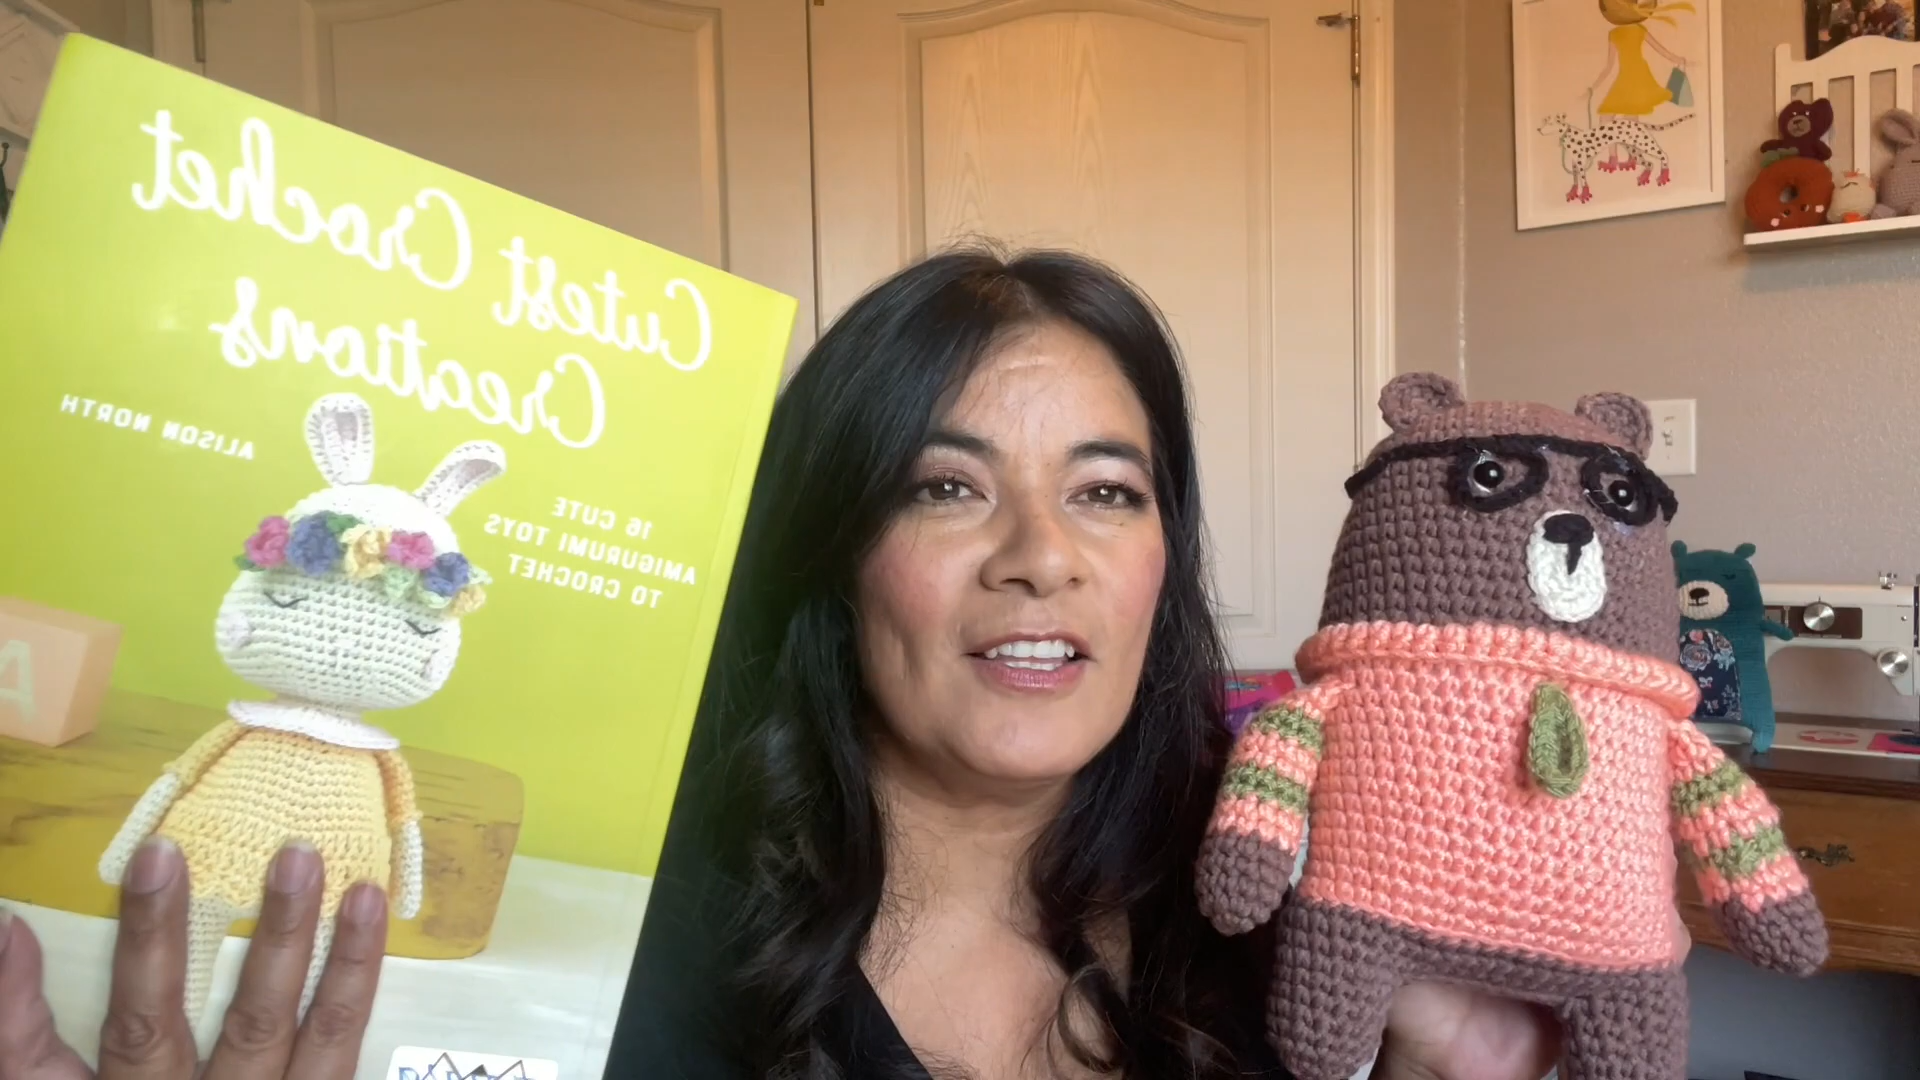 Cutest Crochet
Creations
ALISON NORTH
16 CUTE
AMIGURUMI TOYS
TO CROCHET
A